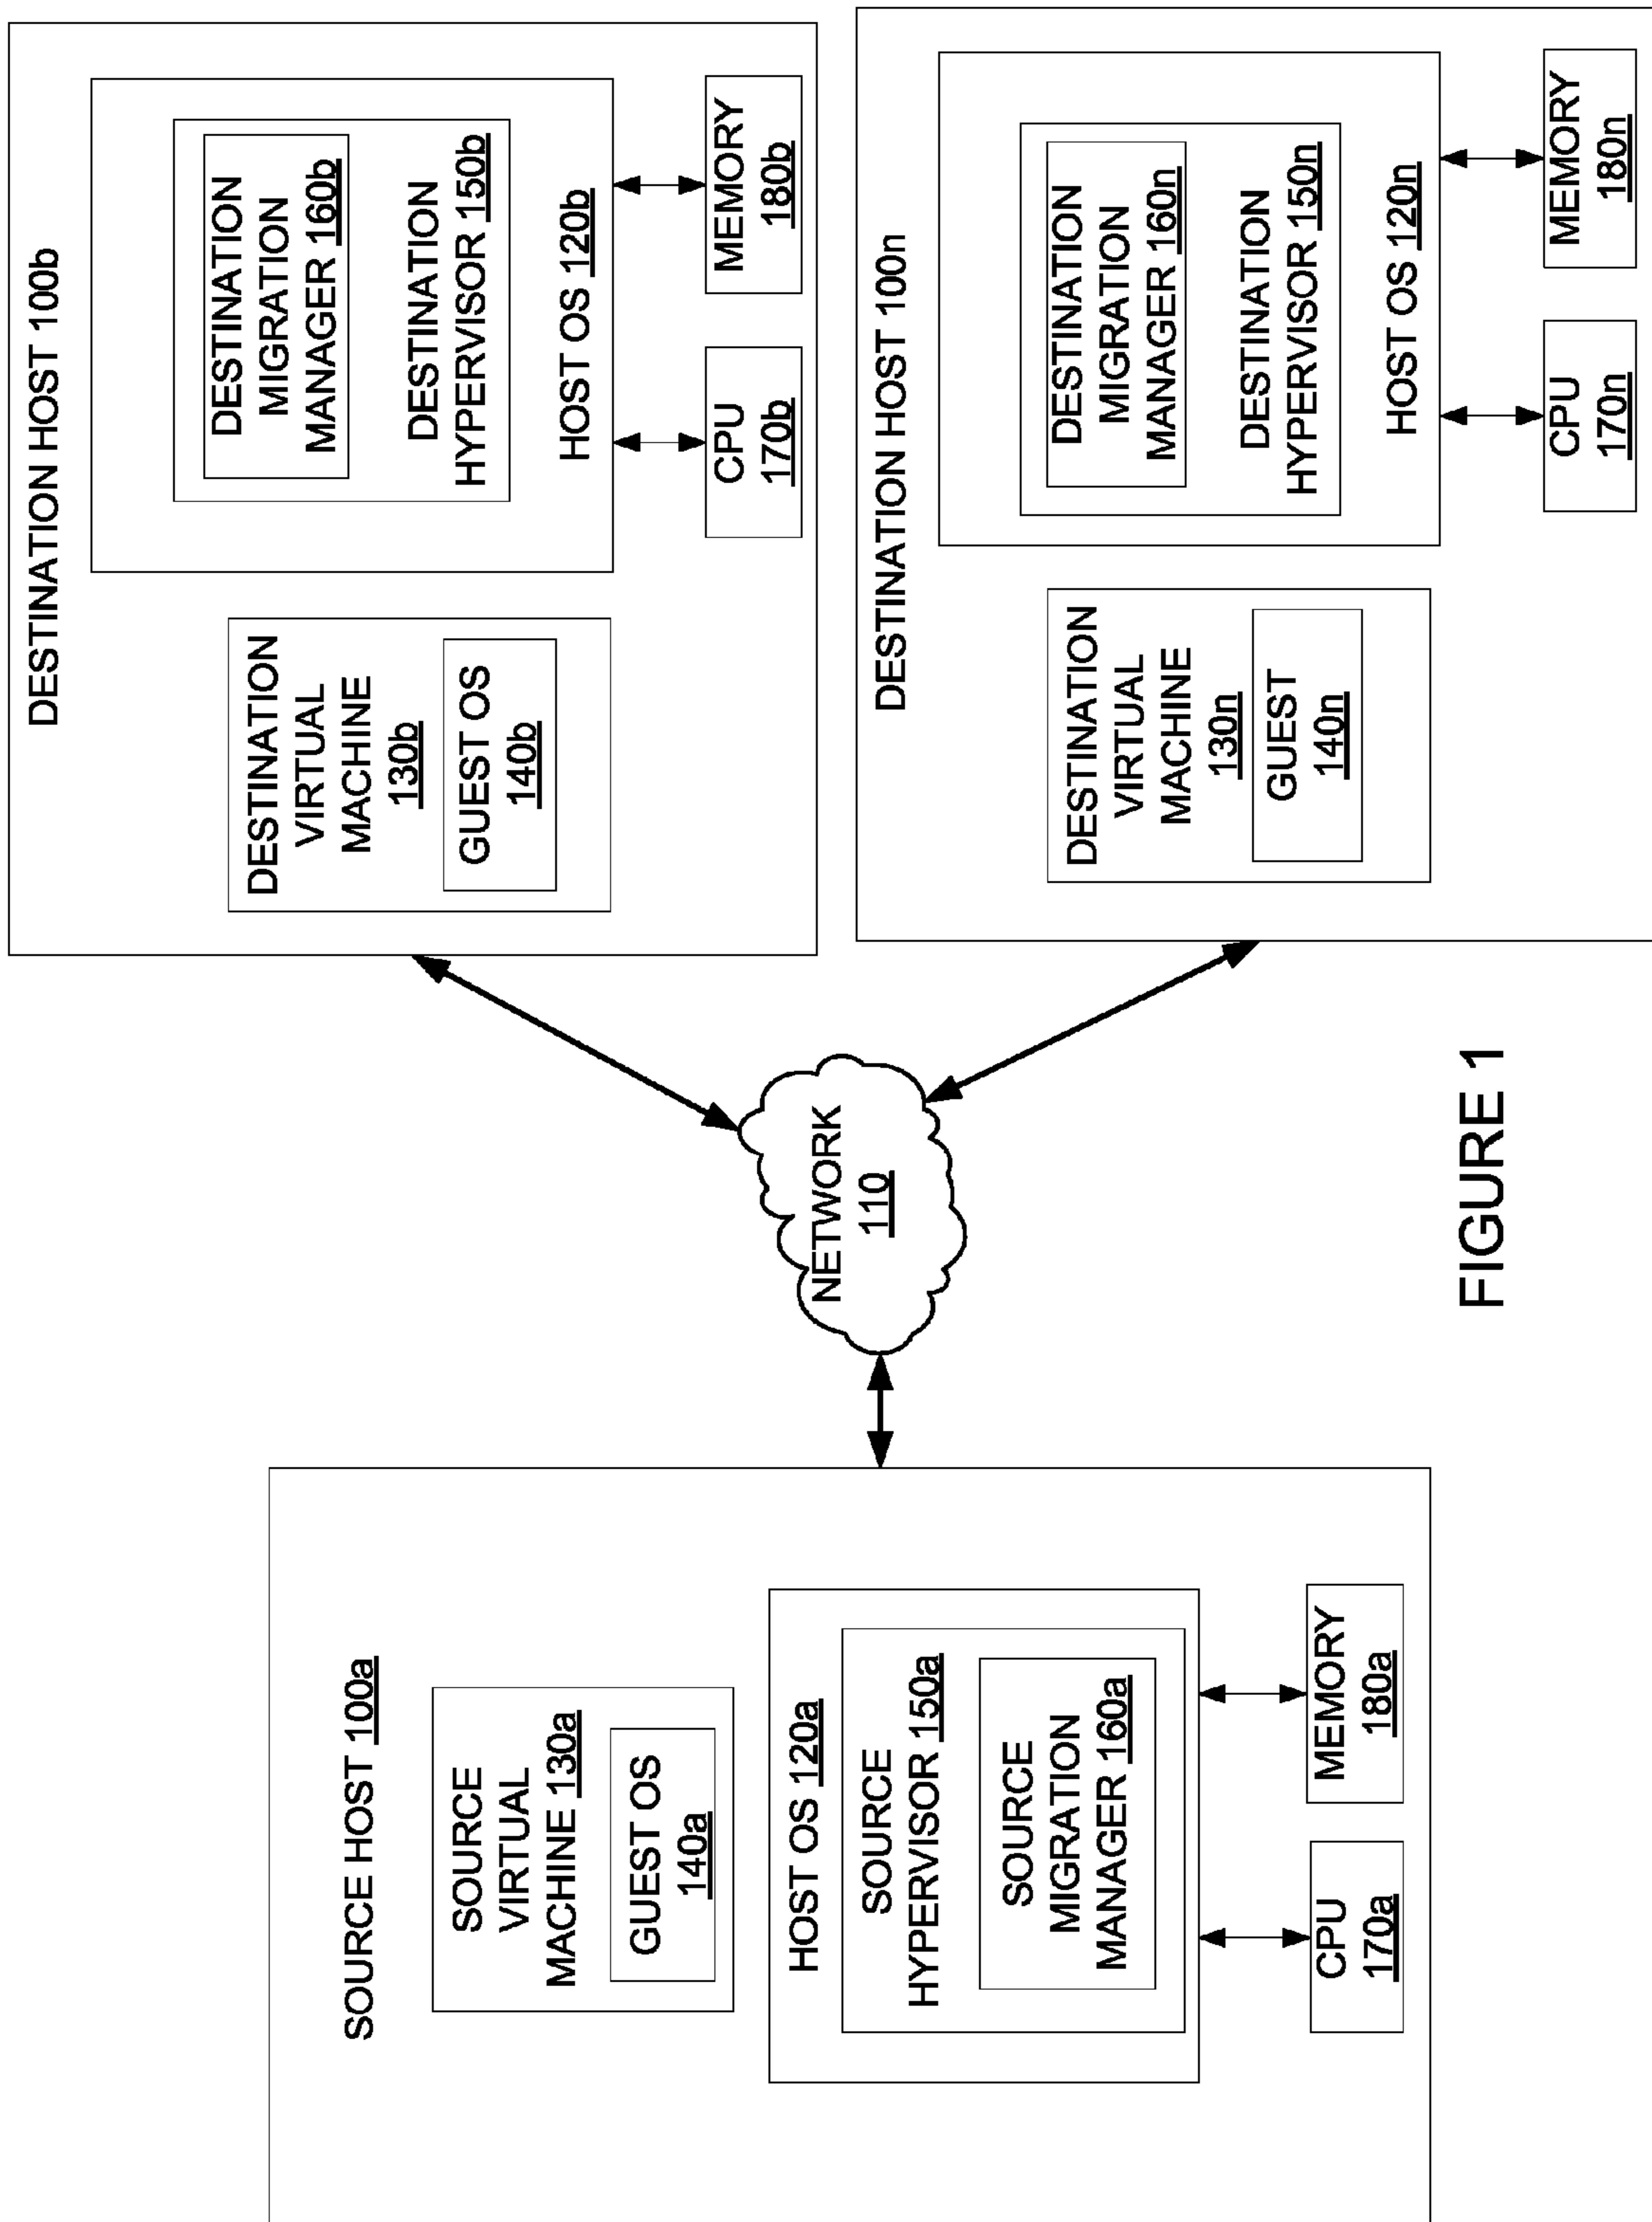 SOURCE HOST 100a
SOURCE
VIRTUAL
MACHINE 130a
GUEST OS
140a
HOST OS 120a
SOURCE
HYPERVISOR 150a
SOURCE
MIGRATION
MANAGER 160a
CPU
170a
MEMORY
180a
NETWORK
110
DESTINATION HOST 100b
DESTINATION
VIRTUAL
MACHINE
130b
GUEST OS
140b
DESTINATION
MIGRATION
MANAGER 160b
DESTINATION
HYPERVISOR 150b
HOST OS 120b
CPU
170b
MEMORY
180b
DESTINATION HOST 100n
DESTINATION
VIRTUAL
MACHINE
130n
GUEST
140n
DESTINATION
MIGRATION
MANAGER 160n
DESTINATION
HYPERVISOR 150n
HOST OS 120n
CPU
170n
MEMORY
180n
FIGURE 1